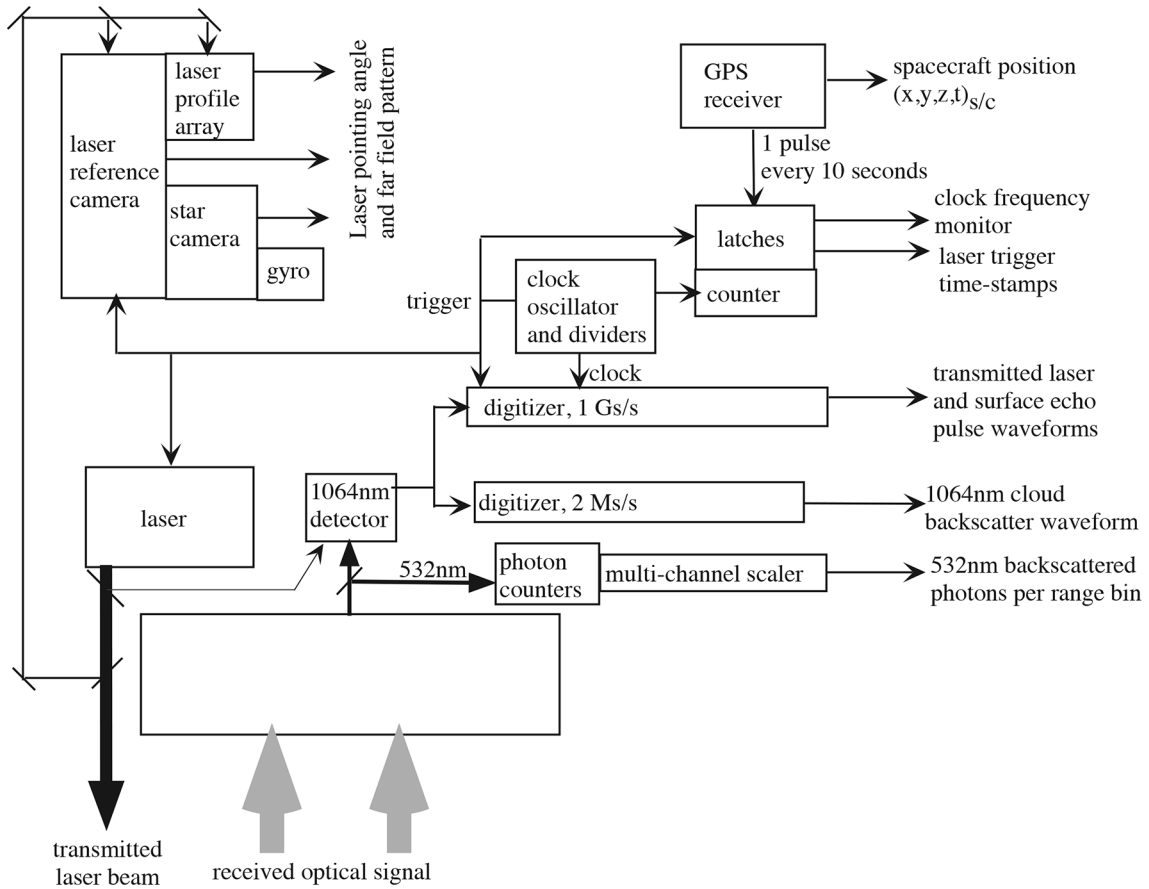 laser
profile
array
laser
reference
camera
star
camera
gyro
Laser pointing angle
and far field pattern
GPS
receiver
spacecraft position
(x,y,z,t)s/c
1 pulse
every 10 seconds
latches
clock frequency
monitor
laser trigger
time-stamps
counter
clock
oscillator
and dividers
trigger
clock
digitizer, 1 Gs/s
transmitted laser
and surface echo
pulse waveforms
laser
1064nm
detector
digitizer, 2 Ms/s
1064nm cloud
backscatter waveform
532nm
photon
counters
multi-channel scaler
532nm backscattered
photons per range bin
transmitted
laser beam
received optical signal